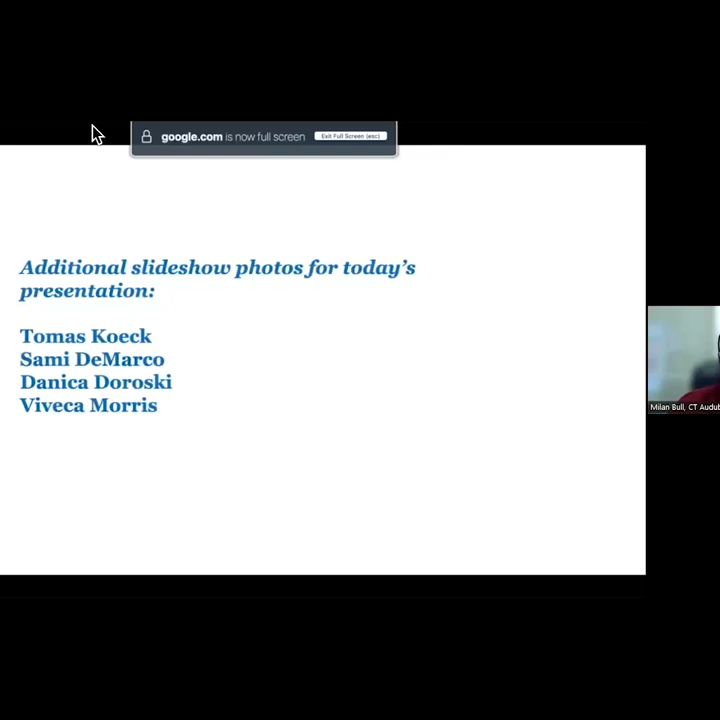 google.com is now full screen Exit Full Screen (esc)
Additional slideshow photos for today's
presentation:
Tomas Koeck
Sami DeMarco
Danica Doroski
Viveca Morris
Milan Bull, CT Audub